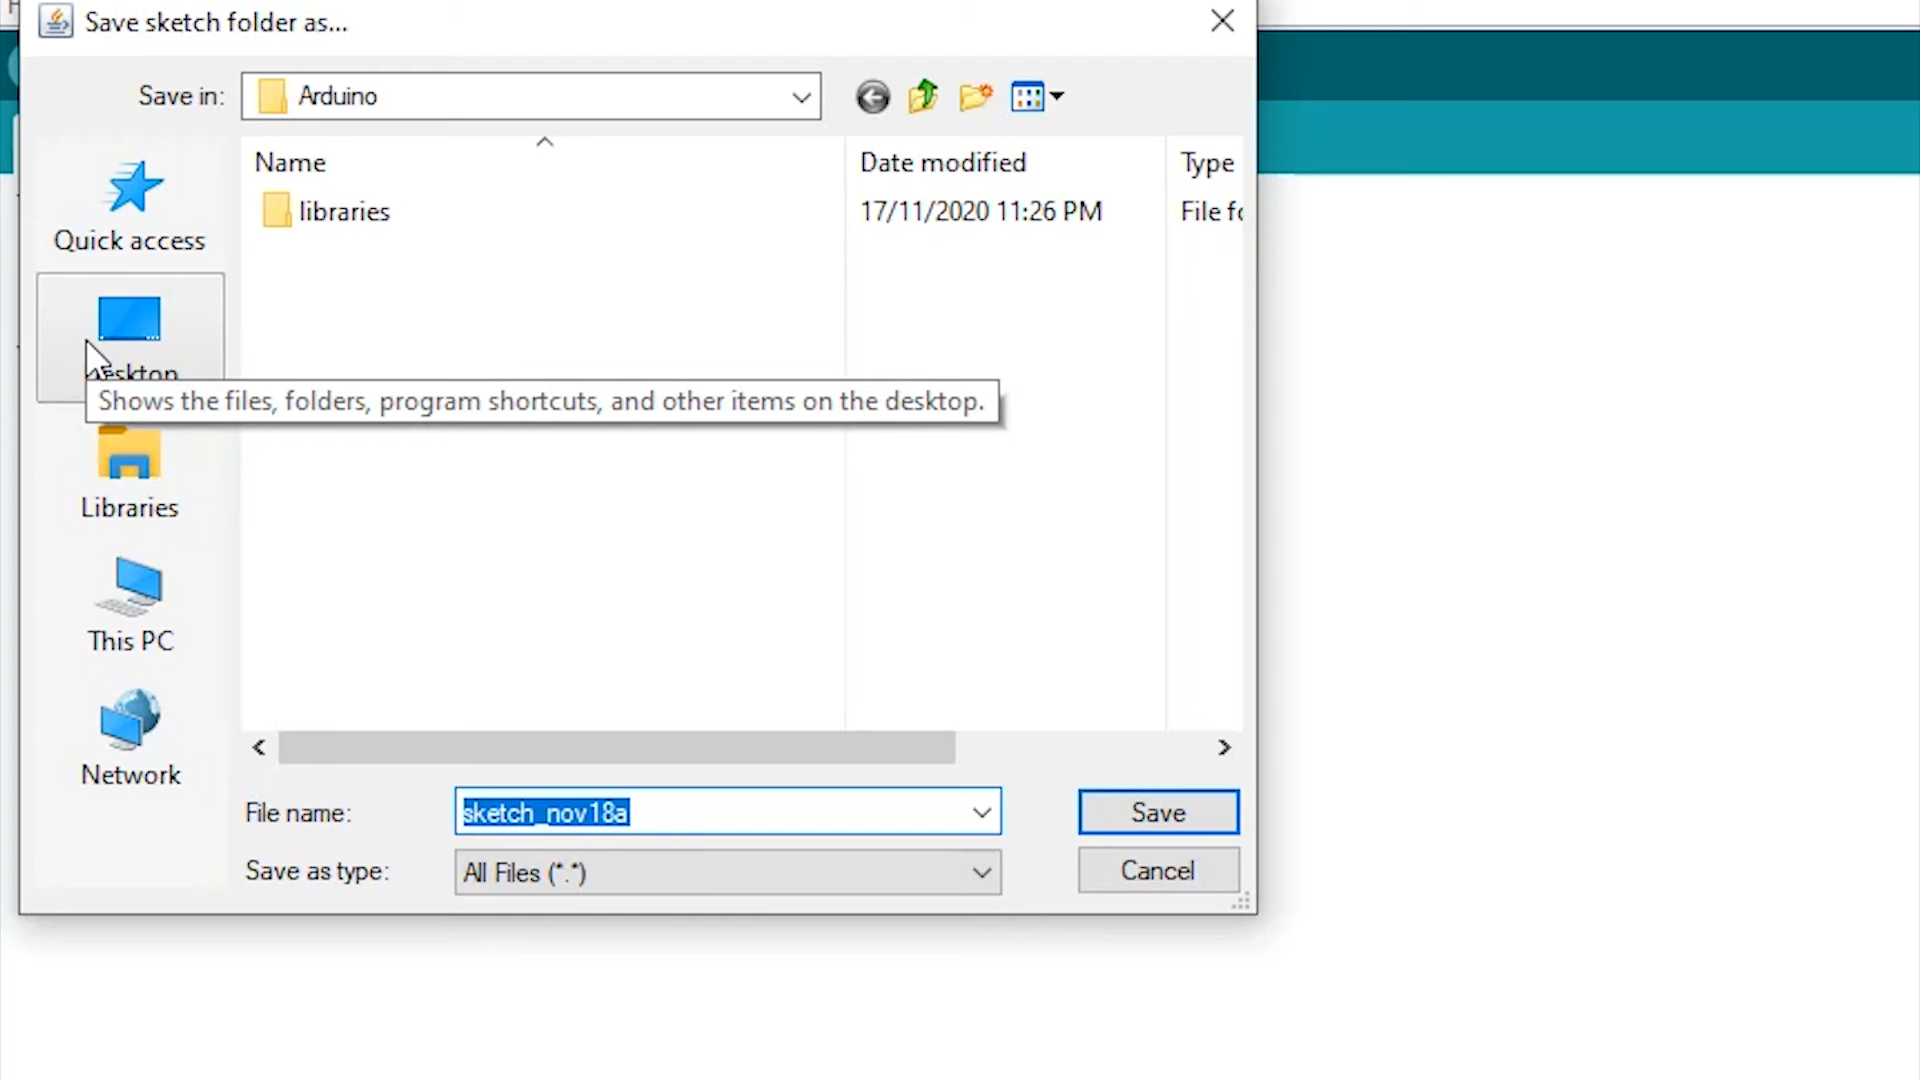 Save sketch folder as...
Save in: Arduino
Name Date modified Type
libraries 17/11/2020 11:26 PM
Quick access
Desktop
Shows the files, folders, program shortcuts, and other items on the desktop.
Libraries
This PC
Network
File name: sketch_nov18a Save
Save as type: All Files (*.*) Cancel